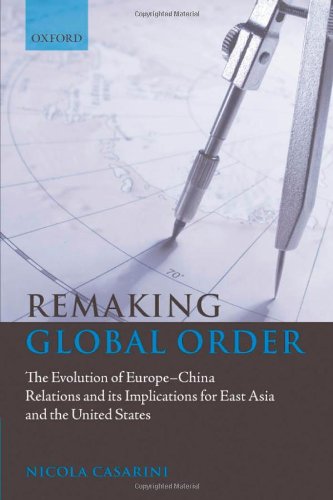 OXFORD
70°
REMAKING
GLOBAL ORDER
The Evolution of Europe–China
Relations and its Implications for East Asia
and the United States
NICOLA CASARINI